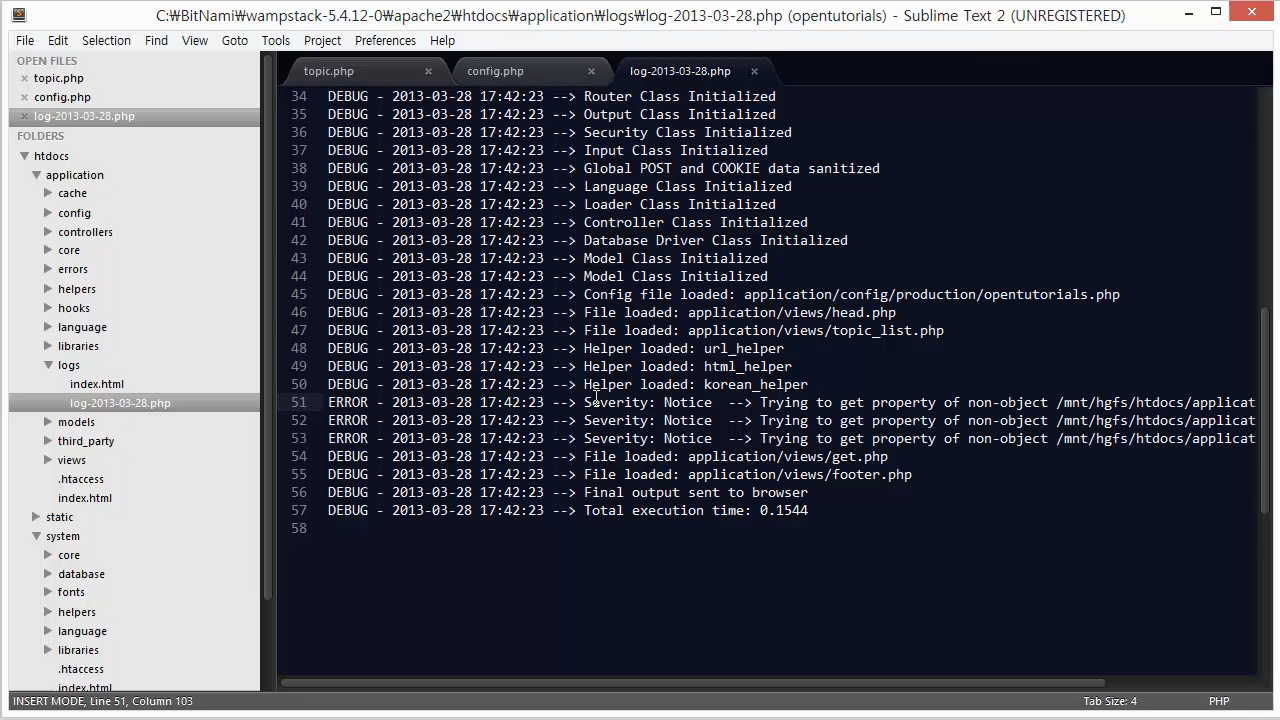 C:₩BitNami₩wampstack-5.4.12-0₩apache2₩htdocs₩application₩logs₩log-2013-03-28.php (opentutorials) - Sublime Text 2 (UNREGISTERED)
File Edit Selection Find View Goto Tools Project Preferences Help
OPEN FILES
topic.php
config.php
log-2013-03-28.php
FOLDERS
htdocs
application
cache
config
controllers
core
errors
helpers
hooks
language
libraries
logs
index.html
log-2013-03-28.php
models
third_party
views
.htaccess
index.html
static
system
core
database
fonts
helpers
language
libraries
.htaccess
index.html
topic.php config.php log-2013-03-28.php
34 DEBUG - 2013-03-28 17:42:23 --> Router Class Initialized
35 DEBUG - 2013-03-28 17:42:23 --> Output Class Initialized
36 DEBUG - 2013-03-28 17:42:23 --> Security Class Initialized
37 DEBUG - 2013-03-28 17:42:23 --> Input Class Initialized
38 DEBUG - 2013-03-28 17:42:23 --> Global POST and COOKIE data sanitized
39 DEBUG - 2013-03-28 17:42:23 --> Language Class Initialized
40 DEBUG - 2013-03-28 17:42:23 --> Loader Class Initialized
41 DEBUG - 2013-03-28 17:42:23 --> Controller Class Initialized
42 DEBUG - 2013-03-28 17:42:23 --> Database Driver Class Initialized
43 DEBUG - 2013-03-28 17:42:23 --> Model Class Initialized
44 DEBUG - 2013-03-28 17:42:23 --> Model Class Initialized
45 DEBUG - 2013-03-28 17:42:23 --> Config file loaded: application/config/production/opentutorials.php
46 DEBUG - 2013-03-28 17:42:23 --> File loaded: application/views/head.php
47 DEBUG - 2013-03-28 17:42:23 --> File loaded: application/views/topic_list.php
48 DEBUG - 2013-03-28 17:42:23 --> Helper loaded: url_helper
49 DEBUG - 2013-03-28 17:42:23 --> Helper loaded: html_helper
50 DEBUG - 2013-03-28 17:42:23 --> Helper loaded: korean_helper
51 ERROR - 2013-03-28 17:42:23 --> Severity: Notice  --> Trying to get property of non-object /mnt/hgfs/htdocs/applicat
52 ERROR - 2013-03-28 17:42:23 --> Severity: Notice  --> Trying to get property of non-object /mnt/hgfs/htdocs/applicat
53 ERROR - 2013-03-28 17:42:23 --> Severity: Notice  --> Trying to get property of non-object /mnt/hgfs/htdocs/applicat
54 DEBUG - 2013-03-28 17:42:23 --> File loaded: application/views/get.php
55 DEBUG - 2013-03-28 17:42:23 --> File loaded: application/views/footer.php
56 DEBUG - 2013-03-28 17:42:23 --> Final output sent to browser
57 DEBUG - 2013-03-28 17:42:23 --> Total execution time: 0.1544
58
INSERT MODE, Line 51, Column 103 Tab Size: 4 PHP